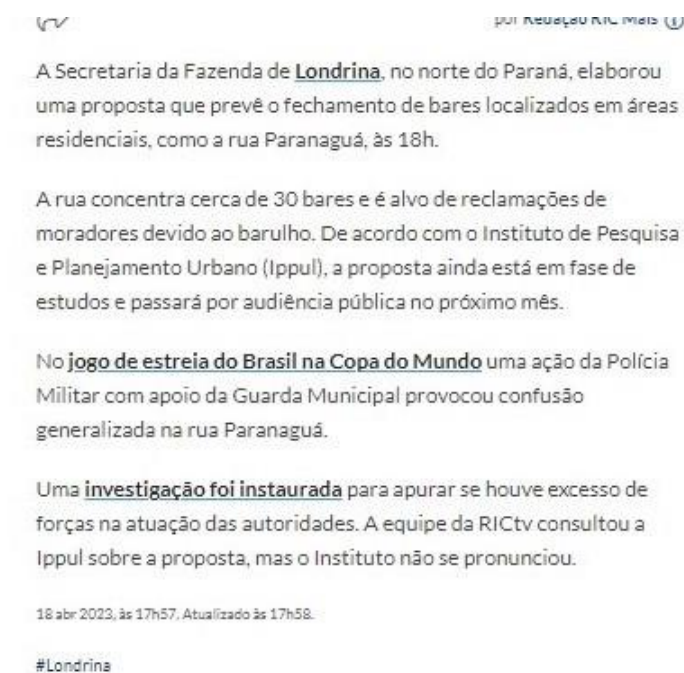 por Redação RIC Mais
A Secretaria da Fazenda de Londrina, no norte do Paraná, elaborou
uma proposta que prevê o fechamento de bares localizados em áreas
residenciais, como a rua Paranaguá, às 18h.
A rua concentra cerca de 30 bares e é alvo de reclamações de
moradores devido ao barulho. De acordo com o Instituto de Pesquisa
e Planejamento Urbano (Ippul), a proposta ainda está em fase de
estudos e passará por audiência pública no próximo mês.
No jogo de estreia do Brasil na Copa do Mundo uma ação da Polícia
Militar com apoio da Guarda Municipal provocou confusão
generalizada na rua Paranaguá.
Uma investigação foi instaurada para apurar se houve excesso de
forças na atuação das autoridades. A equipe da RICtv consultou a
Ippul sobre a proposta, mas o Instituto não se pronunciou.
18 abr 2023, às 17h57. Atualizado às 17h58.
#Londrina